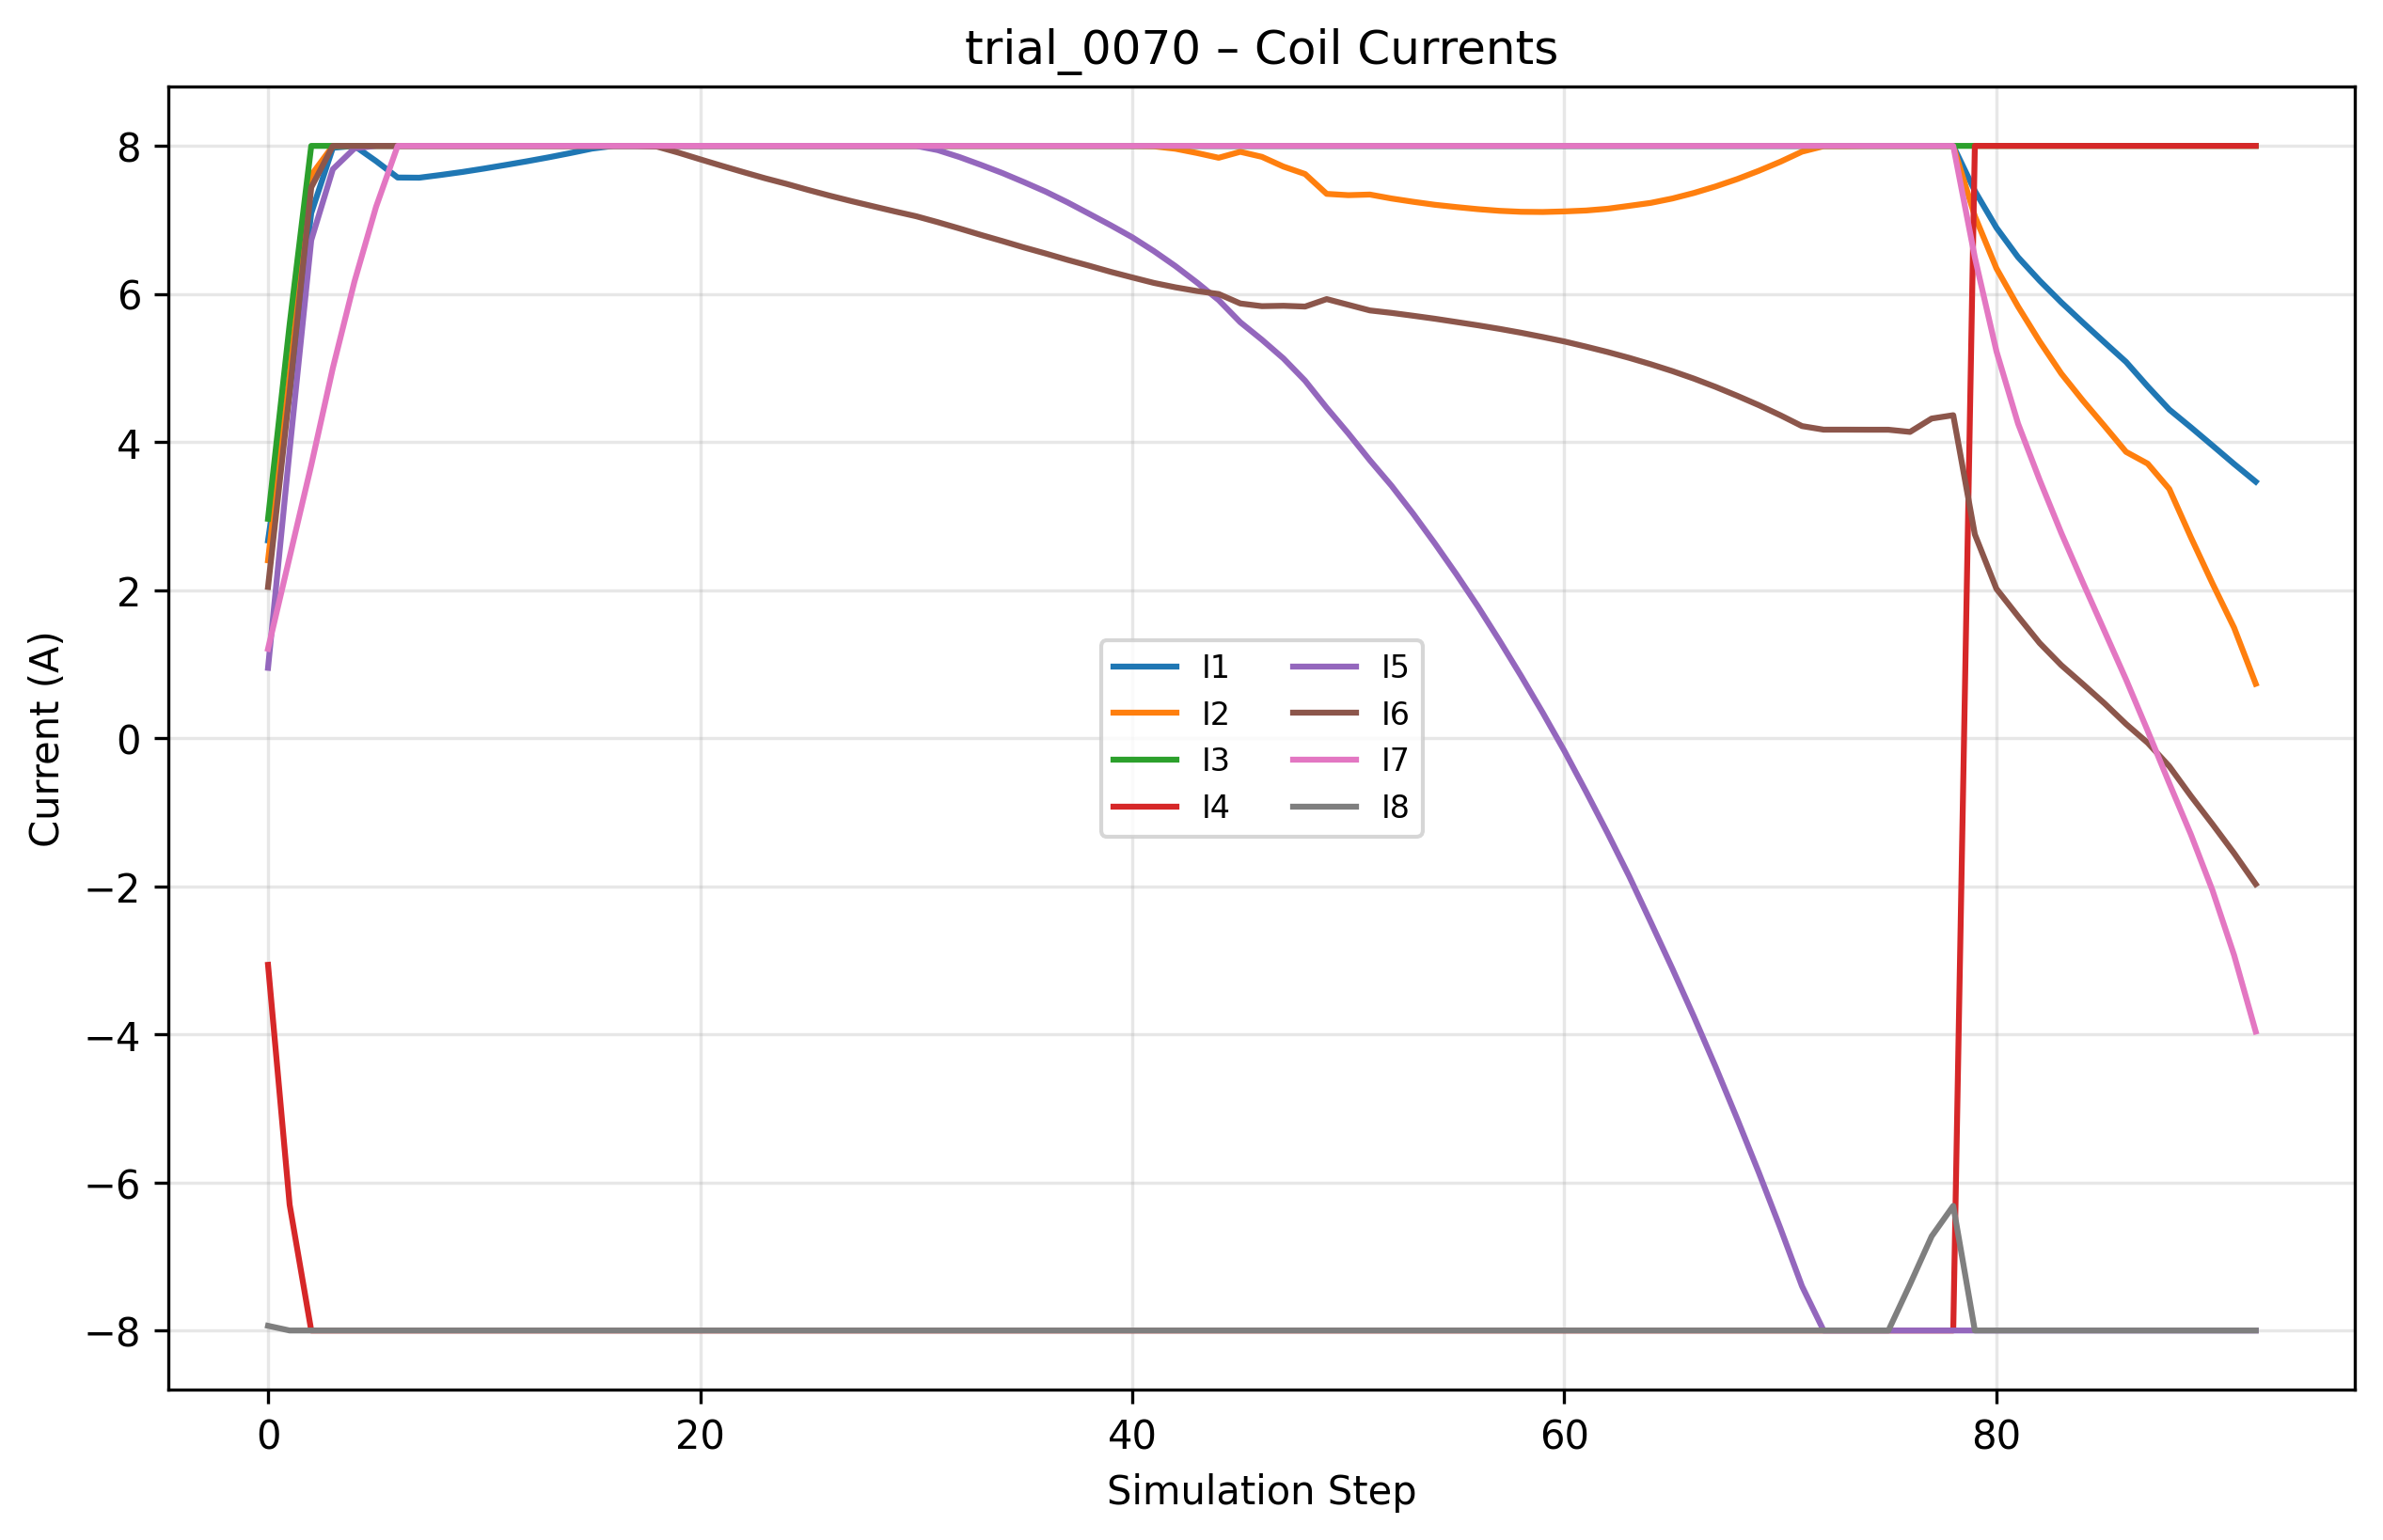 trial_0070 – Coil Currents
Current (A)
8
6
4
2
0
−2
−4
−6
−8
I1
I2
I3
I4
I5
I6
I7
I8
0
20
40
60
80
Simulation Step